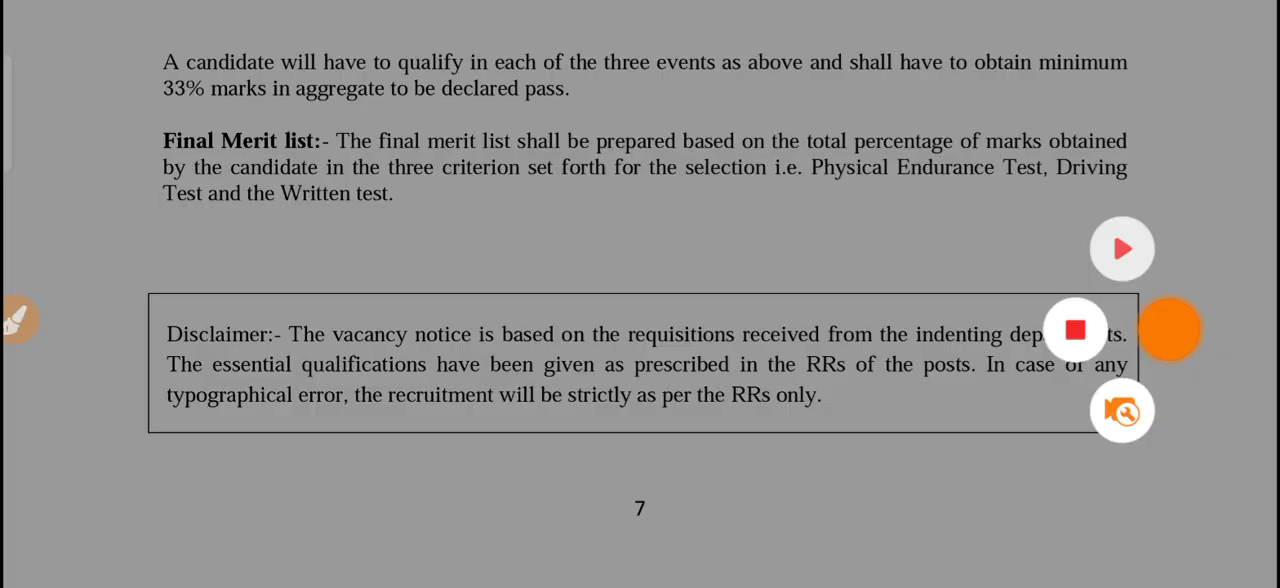 A candidate will have to qualify in each of the three events as above and shall have to obtain minimum
33% marks in aggregate to be declared pass.
Final Merit list:- The final merit list shall be prepared based on the total percentage of marks obtained
by the candidate in the three criterion set forth for the selection i.e. Physical Endurance Test, Driving
Test and the Written test.
Disclaimer:- The vacancy notice is based on the requisitions received from the indenting
The essential qualifications have been given as prescribed in the RRs of the posts. In case of any
typographical error, the recruitment will be strictly as per the RRs only.
7